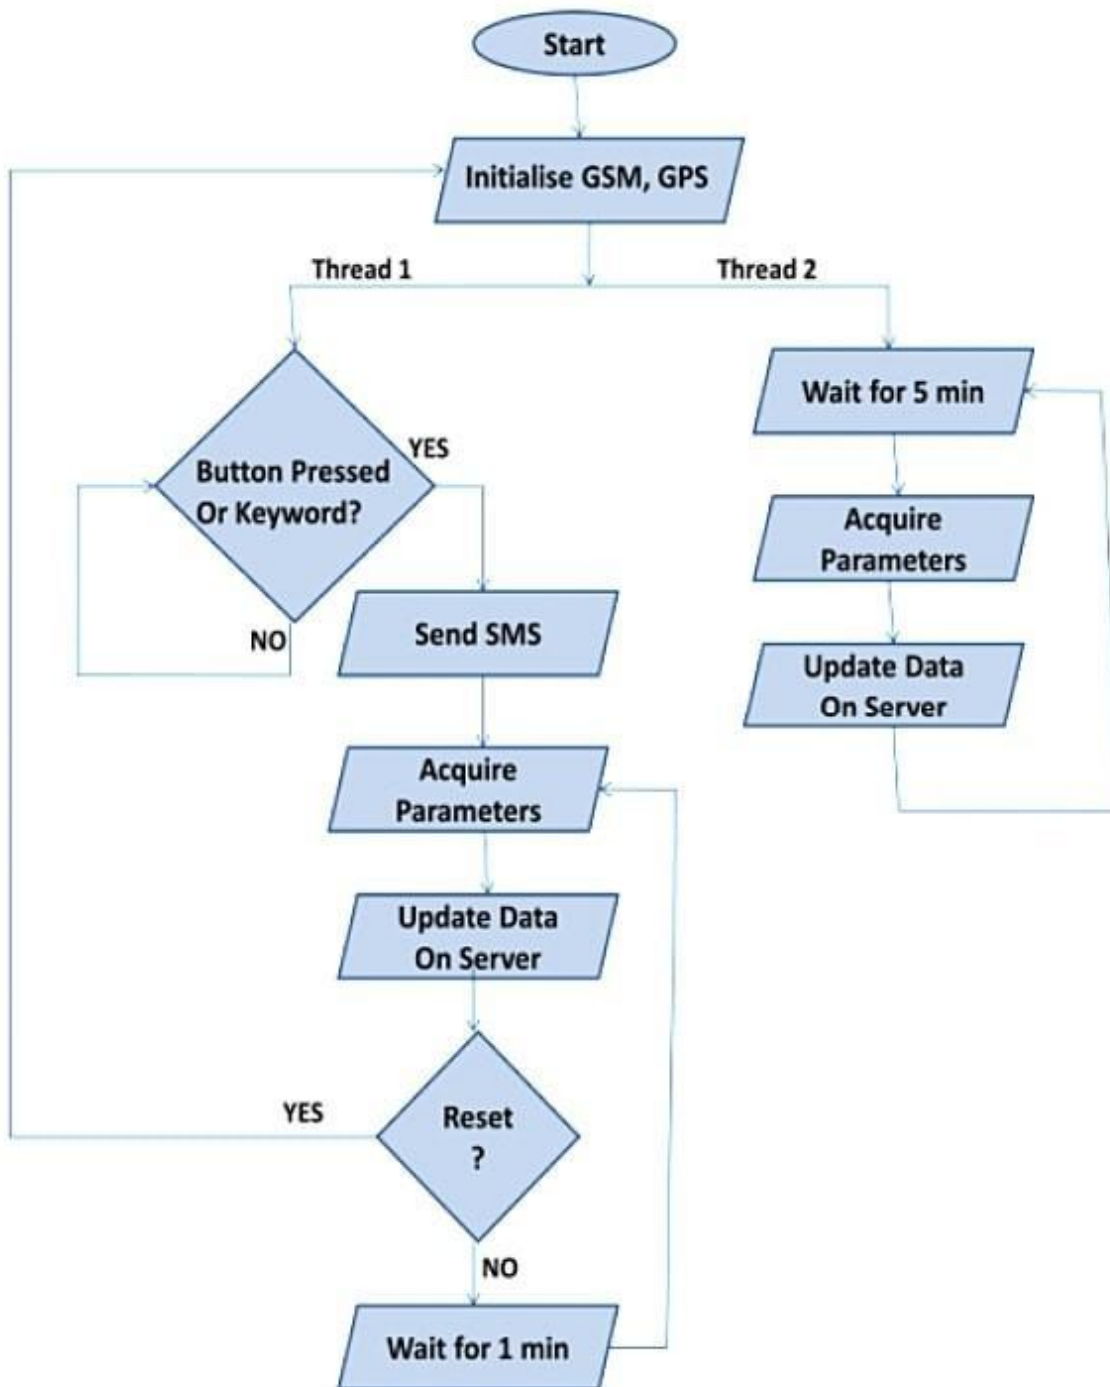 Start
Initialise GSM, GPS
Thread 1
Thread 2
Button Pressed
Or Keyword?
YES
NO
Send SMS
Acquire
Parameters
Update Data
On Server
Reset
?
YES
NO
Wait for 1 min
Wait for 5 min
Acquire
Parameters
Update Data
On Server